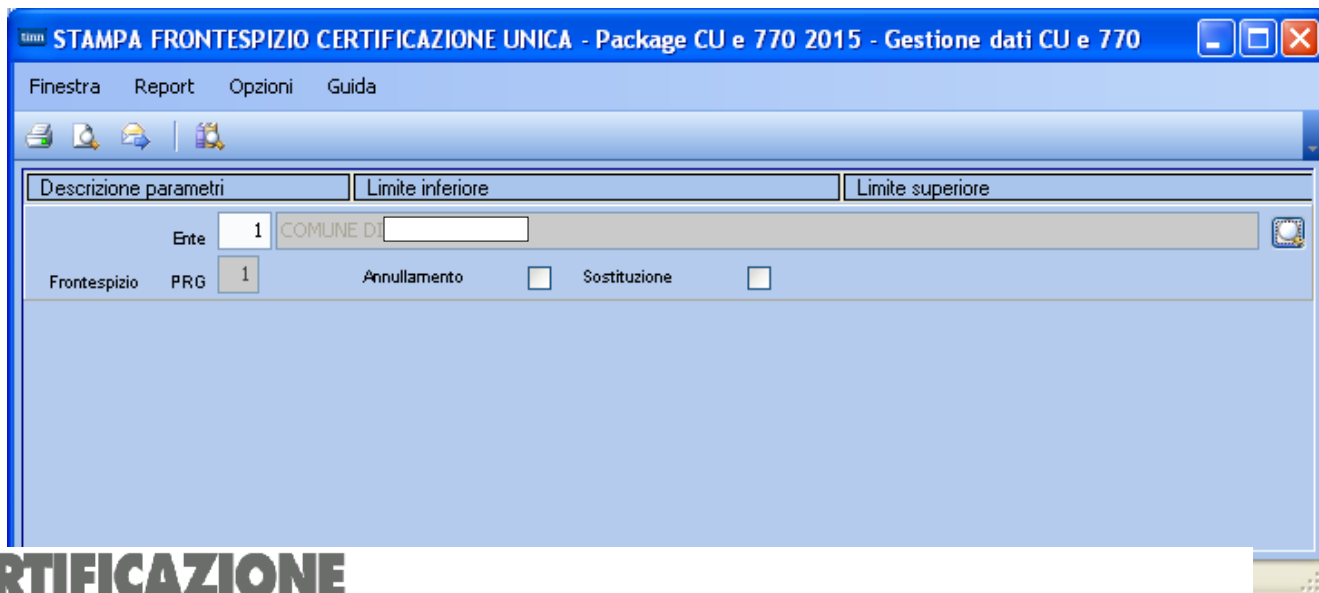 tinn STAMPA FRONTESPIZIO CERTIFICAZIONE UNICA - Package CU e 770 2015 - Gestione dati CU e 770
Finestra Report Opzioni Guida
Descrizione parametri Limite inferiore Limite superiore
Ente 1 COMUNE DI
Frontespizio PRG 1 Annullamento Sostituzione
RTIFICAZIONE